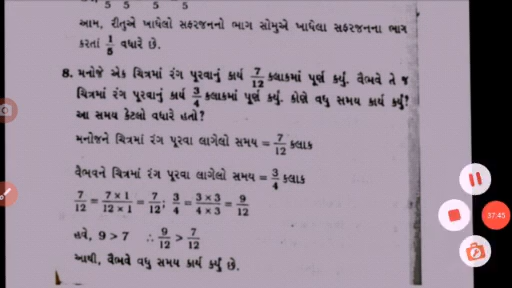 5 5 5 5
આમ, રીતુએ ખાધેલો સફરજનનો ભાગ સોમુએ ખાધેલા સફરજનના ભાગ
કરતાં 1/5 વધારે છે.
8. મનોજે એક ચિત્રમાં રંગ પૂરવાનું કાર્ય 7/12 કલાકમાં પૂર્ણ કર્યું. વૈભવે તે જ
ચિત્રમાં રંગ પૂરવાનું કાર્ય 3/4 કલાકમાં પૂર્ણ કર્યું. કોણે વધુ સમય કાર્ય કર્યું?
આ સમય કેટલો વધારે હતો?
મનોજને ચિત્રમાં રંગ પૂરવા લાગેલો સમય = 7/12 કલાક
વૈભવને ચિત્રમાં રંગ પૂરવા લાગેલો સમય = 3/4 કલાક
7/12 = 7 × 1/12 × 1 = 7/12; 3/4 = 3 × 3/4 × 3 = 9/12
હવે, 9 > 7 ∴ 9/12 > 7/12
આથી, વૈભવે વધુ સમય કાર્ય કર્યું છે.
37:45